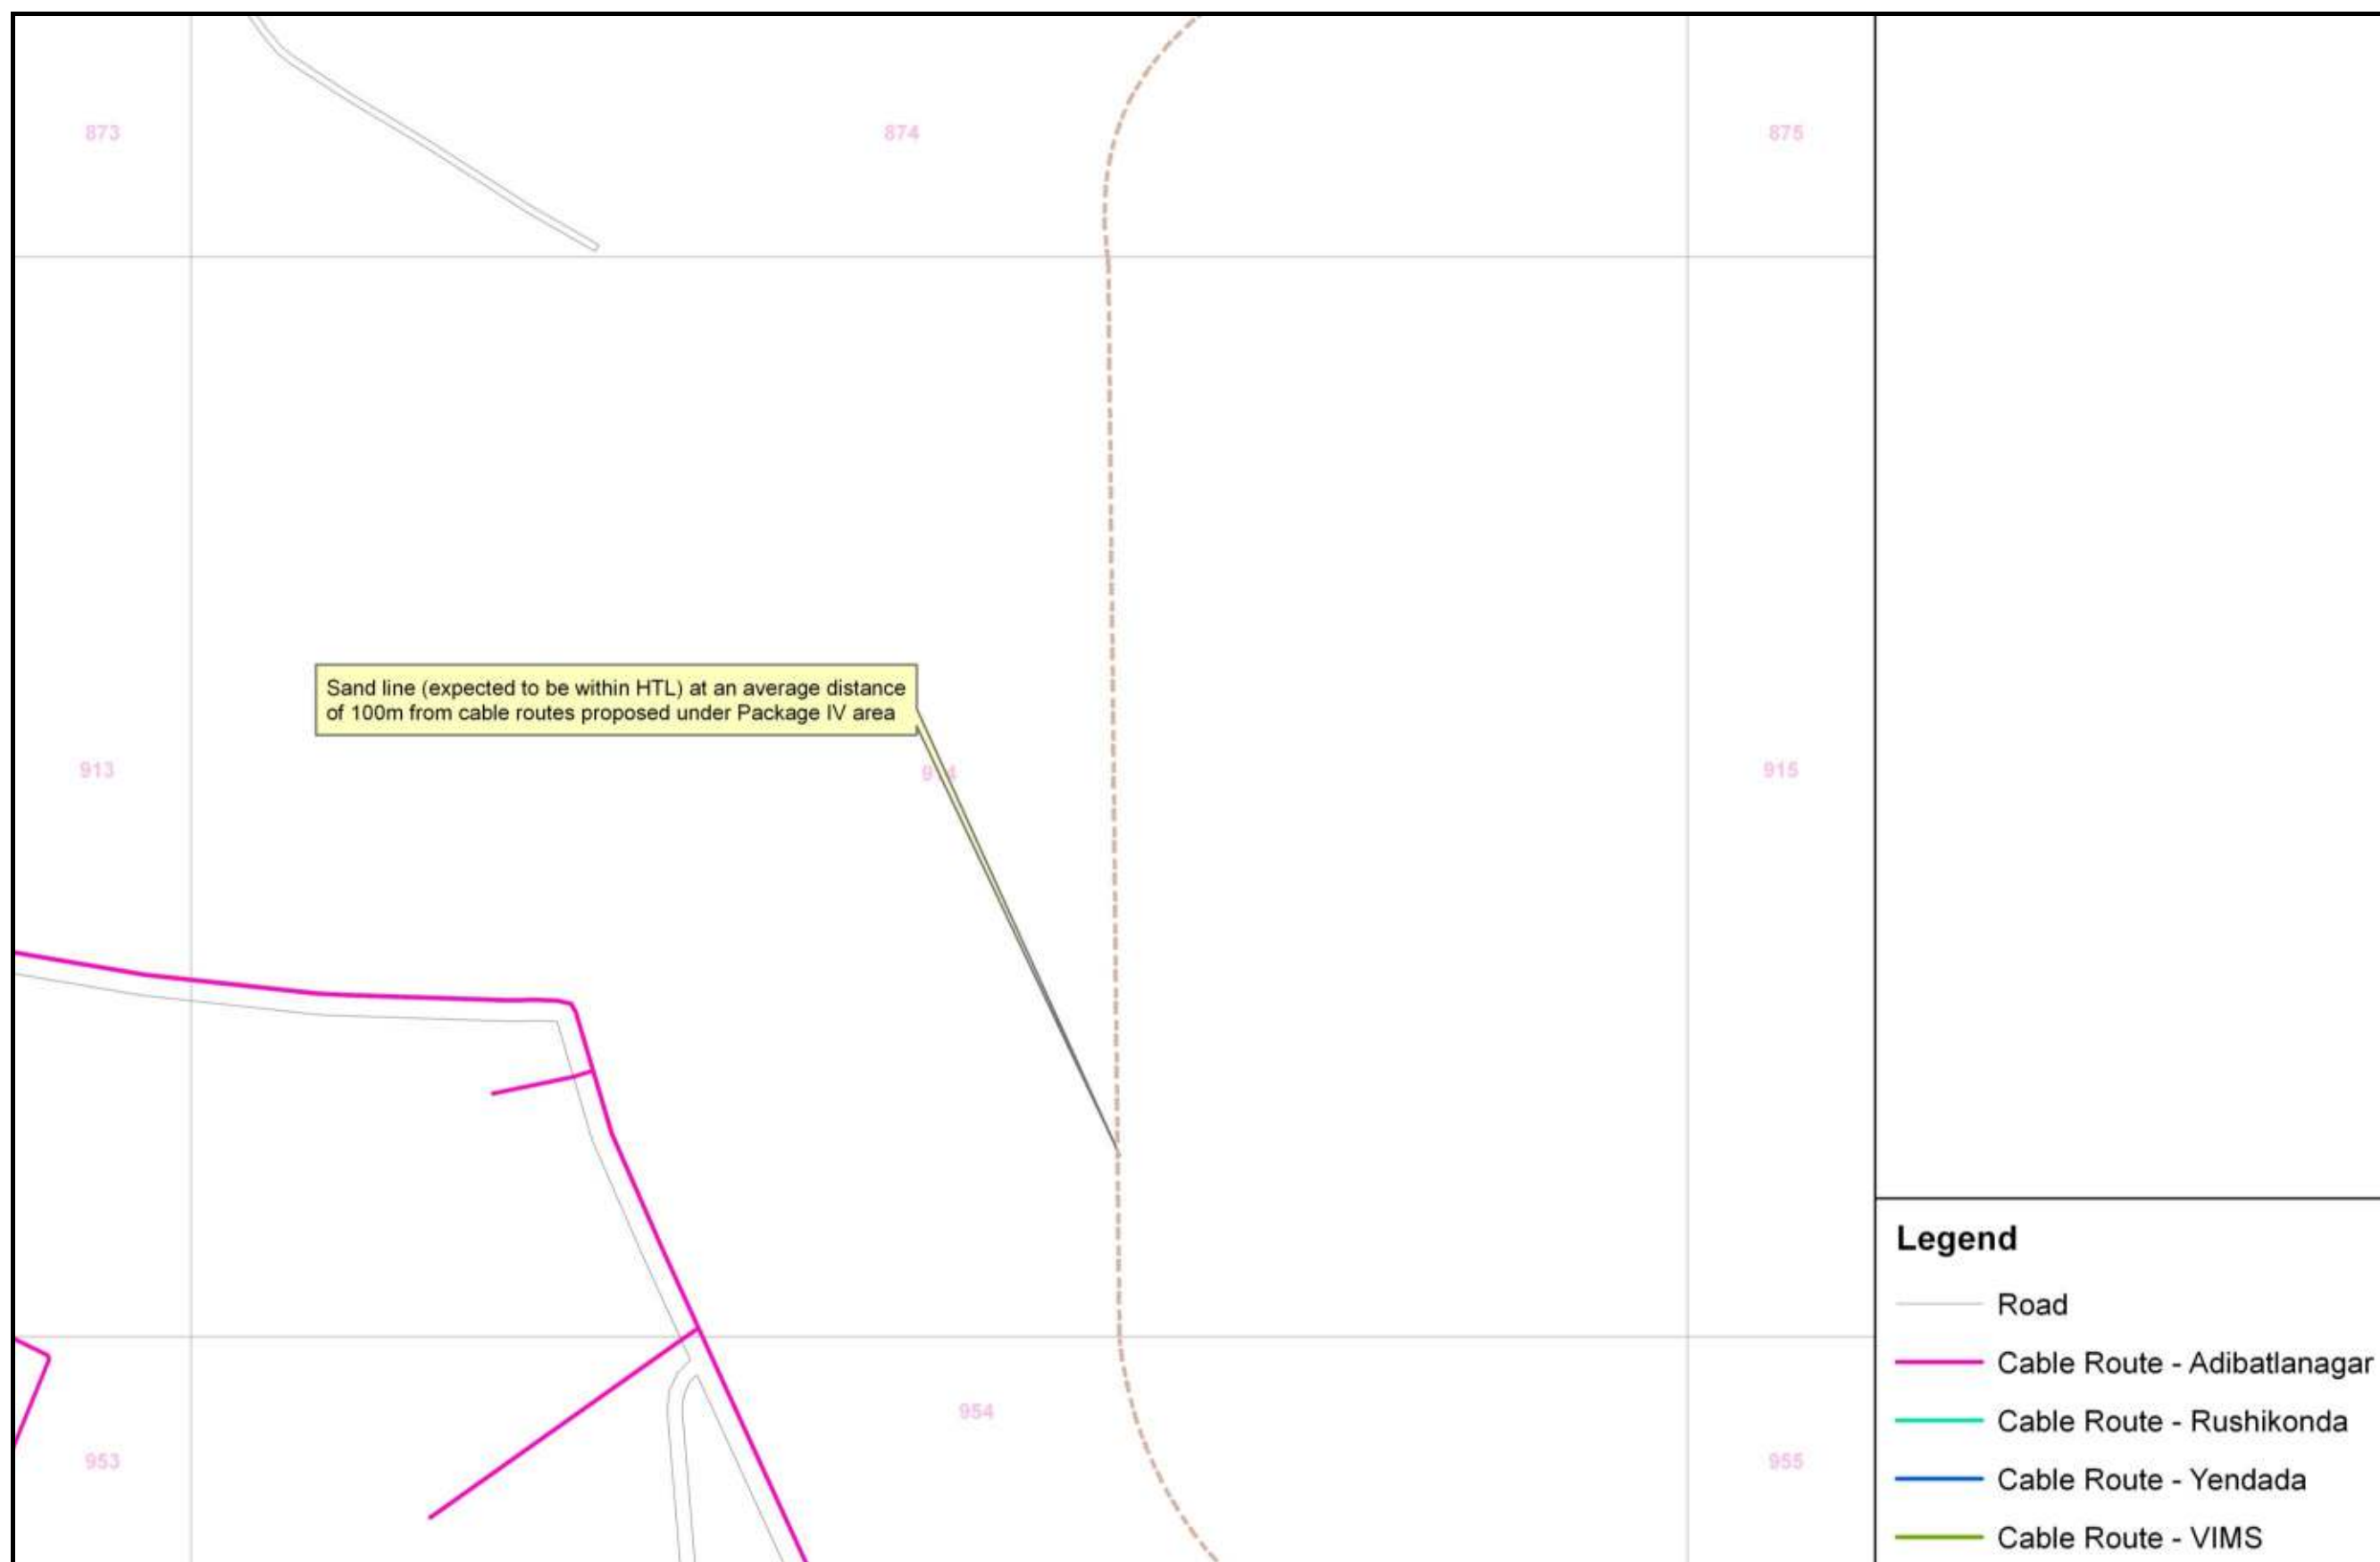 873
874
875
Sand line (expected to be within HTL) at an average distance
of 100m from cable routes proposed under Package IV area
913
915
954
953
955
Legend
Road
Cable Route - Adibatlanagar
Cable Route - Rushikonda
Cable Route - Yendada
Cable Route - VIMS